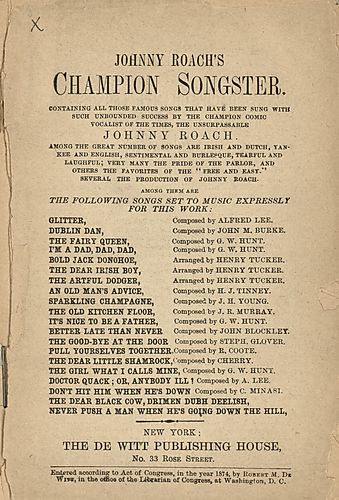 X
JOHNNY ROACH'S
CHAMPION SONGSTER.
CONTAINING ALL THOSE FAMOUS SONGS THAT HAVE BEEN SUNG WITH
SUCH UNBOUNDED SUCCESS BY THE CHAMPION COMIC
VOCALIST OF THE TIMES, THE UNSURPASSABLE
JOHNNY ROACH.
AMONG THE GREAT NUMBER OF SONGS ARE IRISH AND DUTCH, YAN-
KEE AND ENGLISH, SENTIMENTAL AND BURLESQUE, TEARFUL AND
LAUGHFUL; VERY MANY THE PRIDE OF THE PARLOR, AND
OTHERS THE FAVORITES OF THE "FREE AND EASY."
SEVERAL THE PRODUCTION OF JOHNNY ROACH.
AMONG THEM ARE
THE FOLLOWING SONGS SET TO MUSIC EXPRESSLY
FOR THIS WORK:
GLITTER, Composed by ALFRED LEE.
DUBLIN DAN, Composed by JOHN M. BURKE.
THE FAIRY QUEEN, Composed by G. W. HUNT.
I'M A DAD, DAD, DAD, Composed by G. W. HUNT.
BOLD JACK DONOHOE, Arranged by HENRY TUCKER.
THE DEAR IRISH BOY, Arranged by HENRY TUCKER.
THE ARTFUL DODGER, Arranged by HENRY TUCKER.
AN OLD MAN'S ADVICE, Composed by H. J. TINNEY.
SPARKLING CHAMPAGNE, Composed by J. H. YOUNG.
THE OLD KITCHEN FLOOR, Composed by J. R. MURRAY.
IT'S NICE TO BE A FATHER, Composed by G. W. HUNT.
BETTER LATE THAN NEVER Composed by JOHN BLOCKLEY.
THE GOOD-BYE AT THE DOOR Composed by STEPH. GLOVER.
PULL YOURSELVES TOGETHER. Composed by R. COOTE.
THE DEAR LITTLE SHAMROCK, Composed by CHERRY.
THE GIRL WHAT I CALLS MINE, Composed by G. W. HUNT.
DOCTOR QUACK; OR, ANYBODY ILL? Composed by A. LEE.
DON'T HIT HIM WHEN HE'S DOWN Composed by C. MINASI.
THE DEAR BLACK COW, DRIMEN DUBH DEELISH,
NEVER PUSH A MAN WHEN HE'S GOING DOWN THE HILL,
NEW YORK:
THE DE WITT PUBLISHING HOUSE,
No. 33 ROSE STREET.
Entered according to Act of Congress, in the year 1874, by ROBERT M. DE
WITT, in the office of the Librarian of Congress, at Washington, D. C.